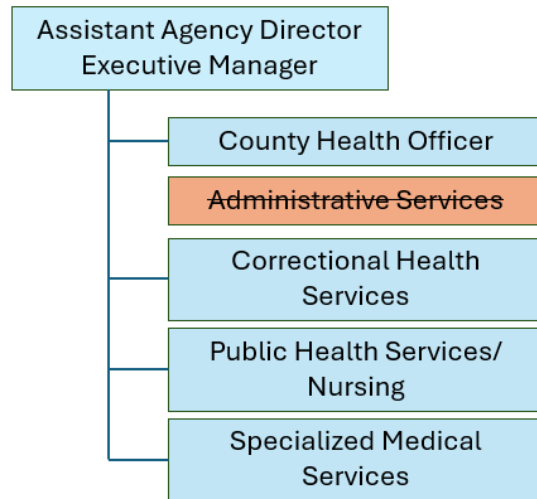 Assistant Agency Director
Executive Manager
County Health Officer
Administrative Services
Correctional Health
Services
Public Health Services/
Nursing
Specialized Medical
Services